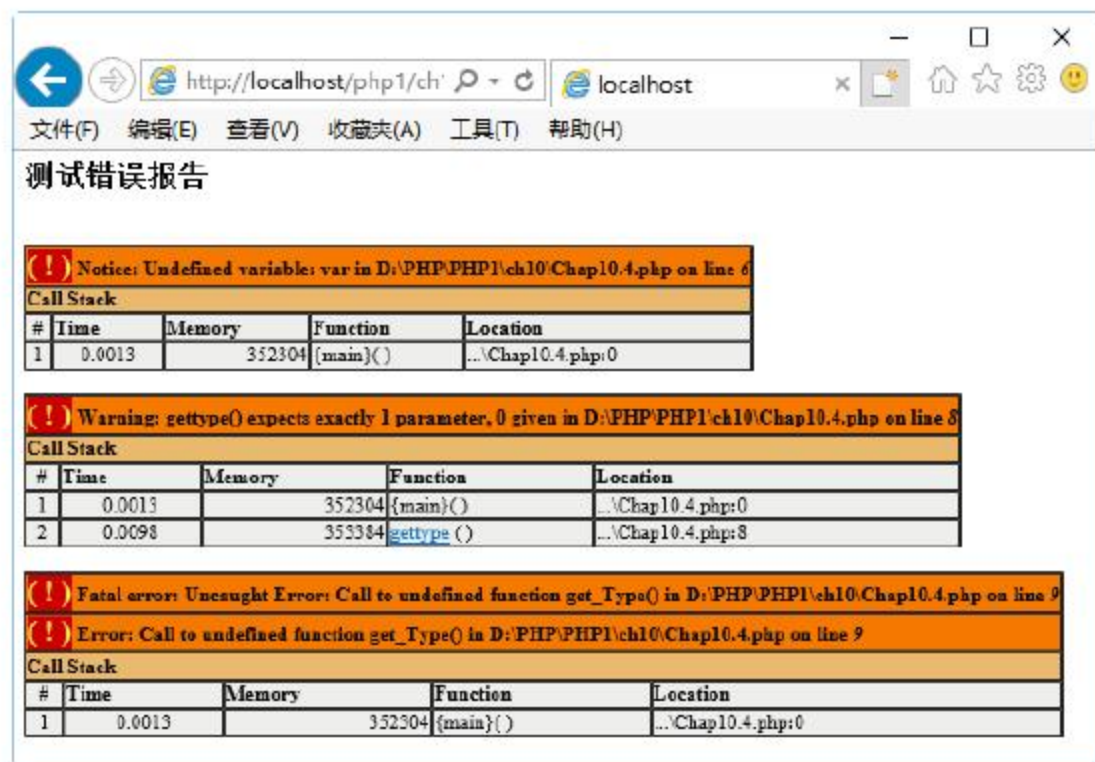 http://localhost/php1/ch
localhost
文件(F) 编辑(E) 查看(V) 收藏夹(A) 工具(T) 帮助(H)
测试错误报告
( ! ) Notice: Undefined variable: var in D:\PHP\PHP1\ch10\Chap10.4.php on line 6
Call Stack
# Time Memory Function Location
1 0.0013 352304 {main}( ) ...\Chap10.4.php:0
( ! ) Warning: gettype() expects exactly 1 parameter, 0 given in D:\PHP\PHP1\ch10\Chap10.4.php on line 8
Call Stack
# Time Memory Function Location
1 0.0013 352304 {main}( ) ...\Chap10.4.php:0
2 0.0098 353384 gettype ( ) ...\Chap10.4.php:8
( ! ) Fatal error: Uncaught Error: Call to undefined function get_Type() in D:\PHP\PHP1\ch10\Chap10.4.php on line 9
( ! ) Error: Call to undefined function get_Type() in D:\PHP\PHP1\ch10\Chap10.4.php on line 9
Call Stack
# Time Memory Function Location
1 0.0013 352304 {main}( ) ...\Chap10.4.php:0